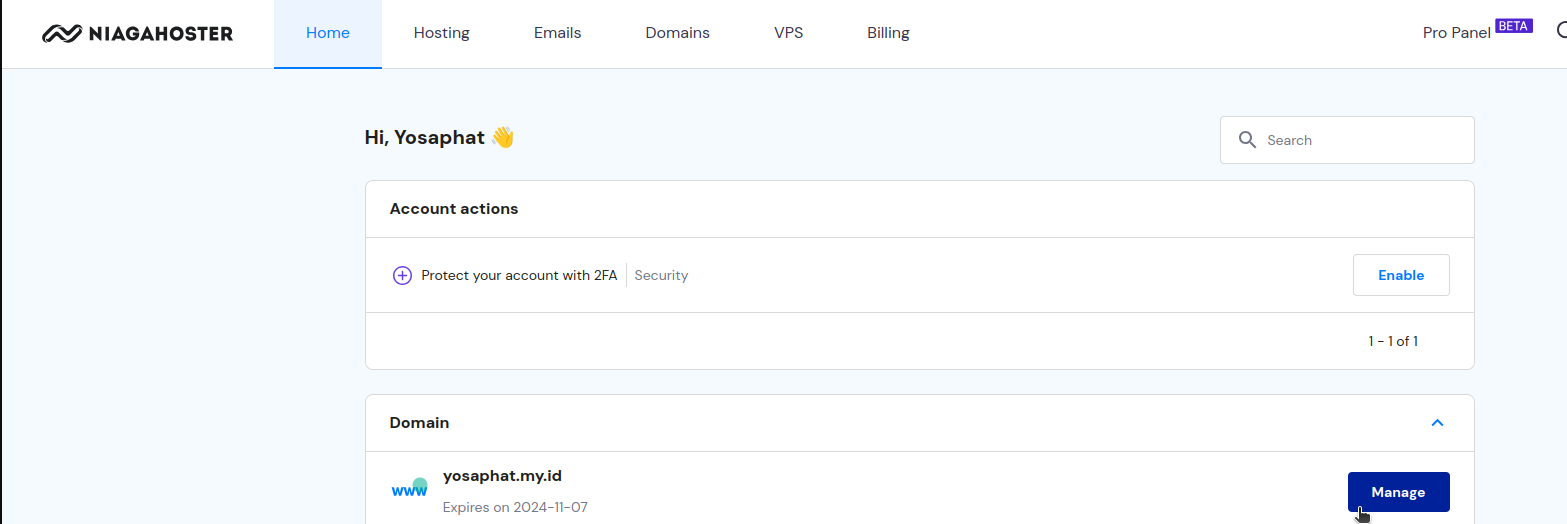 NIAGAHOSTER Home Hosting Emails Domains VPS Billing Pro Panel BETA
Hi, Yosaphat 👋
Search
Account actions
Protect your account with 2FA Security Enable
1 - 1 of 1
Domain
www yosaphat.my.id
Expires on 2024-11-07
Manage